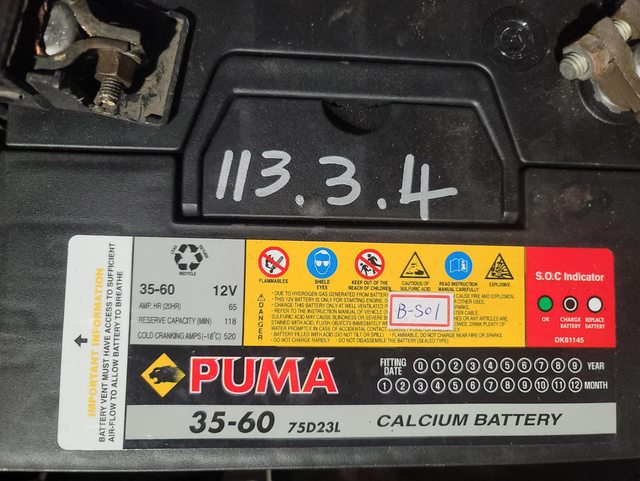 113.3.4
IMPORTANT INFORMATION
BATTERY VENT MUST HAVE ACCESS TO SUFFICIENT
AIR-FLOW TO ALLOW BATTERY TO BREATHE
35-60 12V
AMP. HR (20HR) 65
RESERVE CAPACITY (MIN) 118
COLD CRANKING AMPS (-18°C) 520
FLAMMABLES
SHIELD
EYES
KEEP OUT OF THE
REACH OF CHILDREN
CAUTIOUS OF
SULFURIC ACID
READ INSTRUCTION
MANUAL CAREFULLY
EXPLOSIVE
DANGER
B-S01
S.O.C Indicator
OK
CHARGE
BATTERY
REPLACE
BATTERY
DK81145
PUMA
FITTING
DATE
0 1 2 3 4 5 6 7 8 9 YEAR
1 2 3 4 5 6 7 8 9 10 11 12 MONTH
35-60 75D23L CALCIUM BATTERY